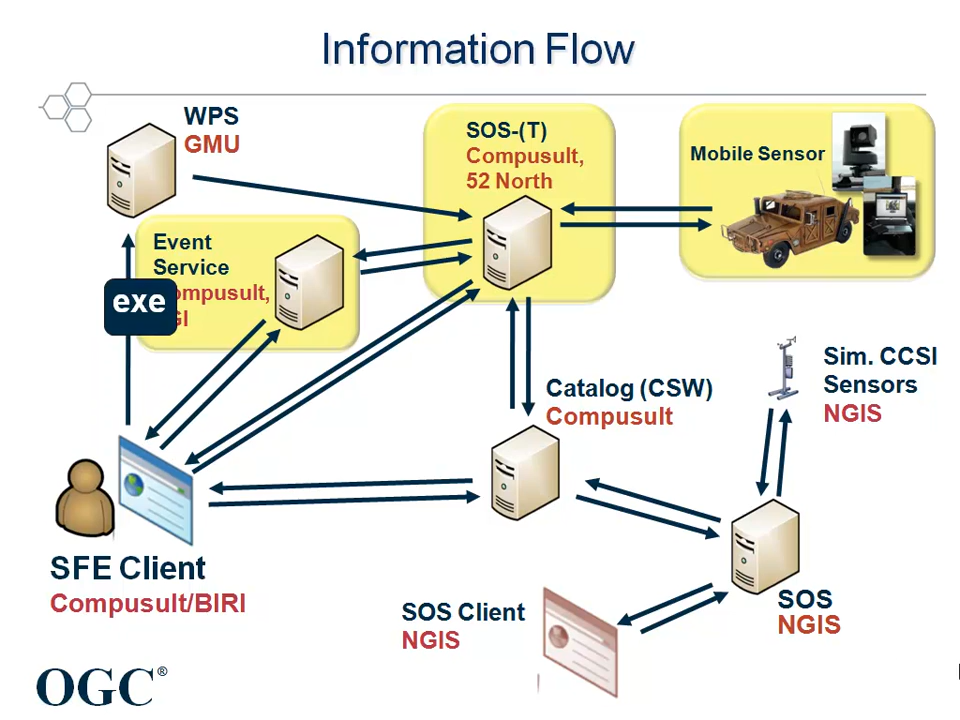 Information Flow
WPS
GMU
SOS-(T)
Compusult,
52 North
Mobile Sensor
Event
Service
exe
Sim. CCSI
Sensors
NGIS
Catalog (CSW)
Compusult
SFE Client
Compusult/BIRI
SOS Client
NGIS
SOS
NGIS
OGC®